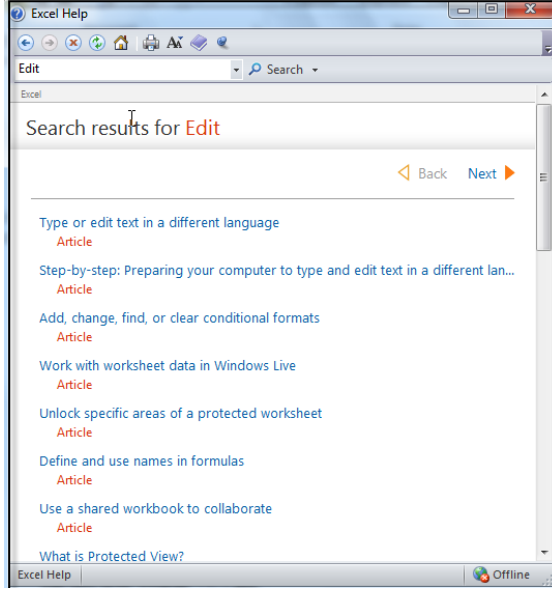 Excel Help
Edit
Search
Excel
Search results for Edit
Back Next
Type or edit text in a different language
Article
Step-by-step: Preparing your computer to type and edit text in a different lan...
Article
Add, change, find, or clear conditional formats
Article
Work with worksheet data in Windows Live
Article
Unlock specific areas of a protected worksheet
Article
Define and use names in formulas
Article
Use a shared workbook to collaborate
Article
What is Protected View?
Excel Help Offline